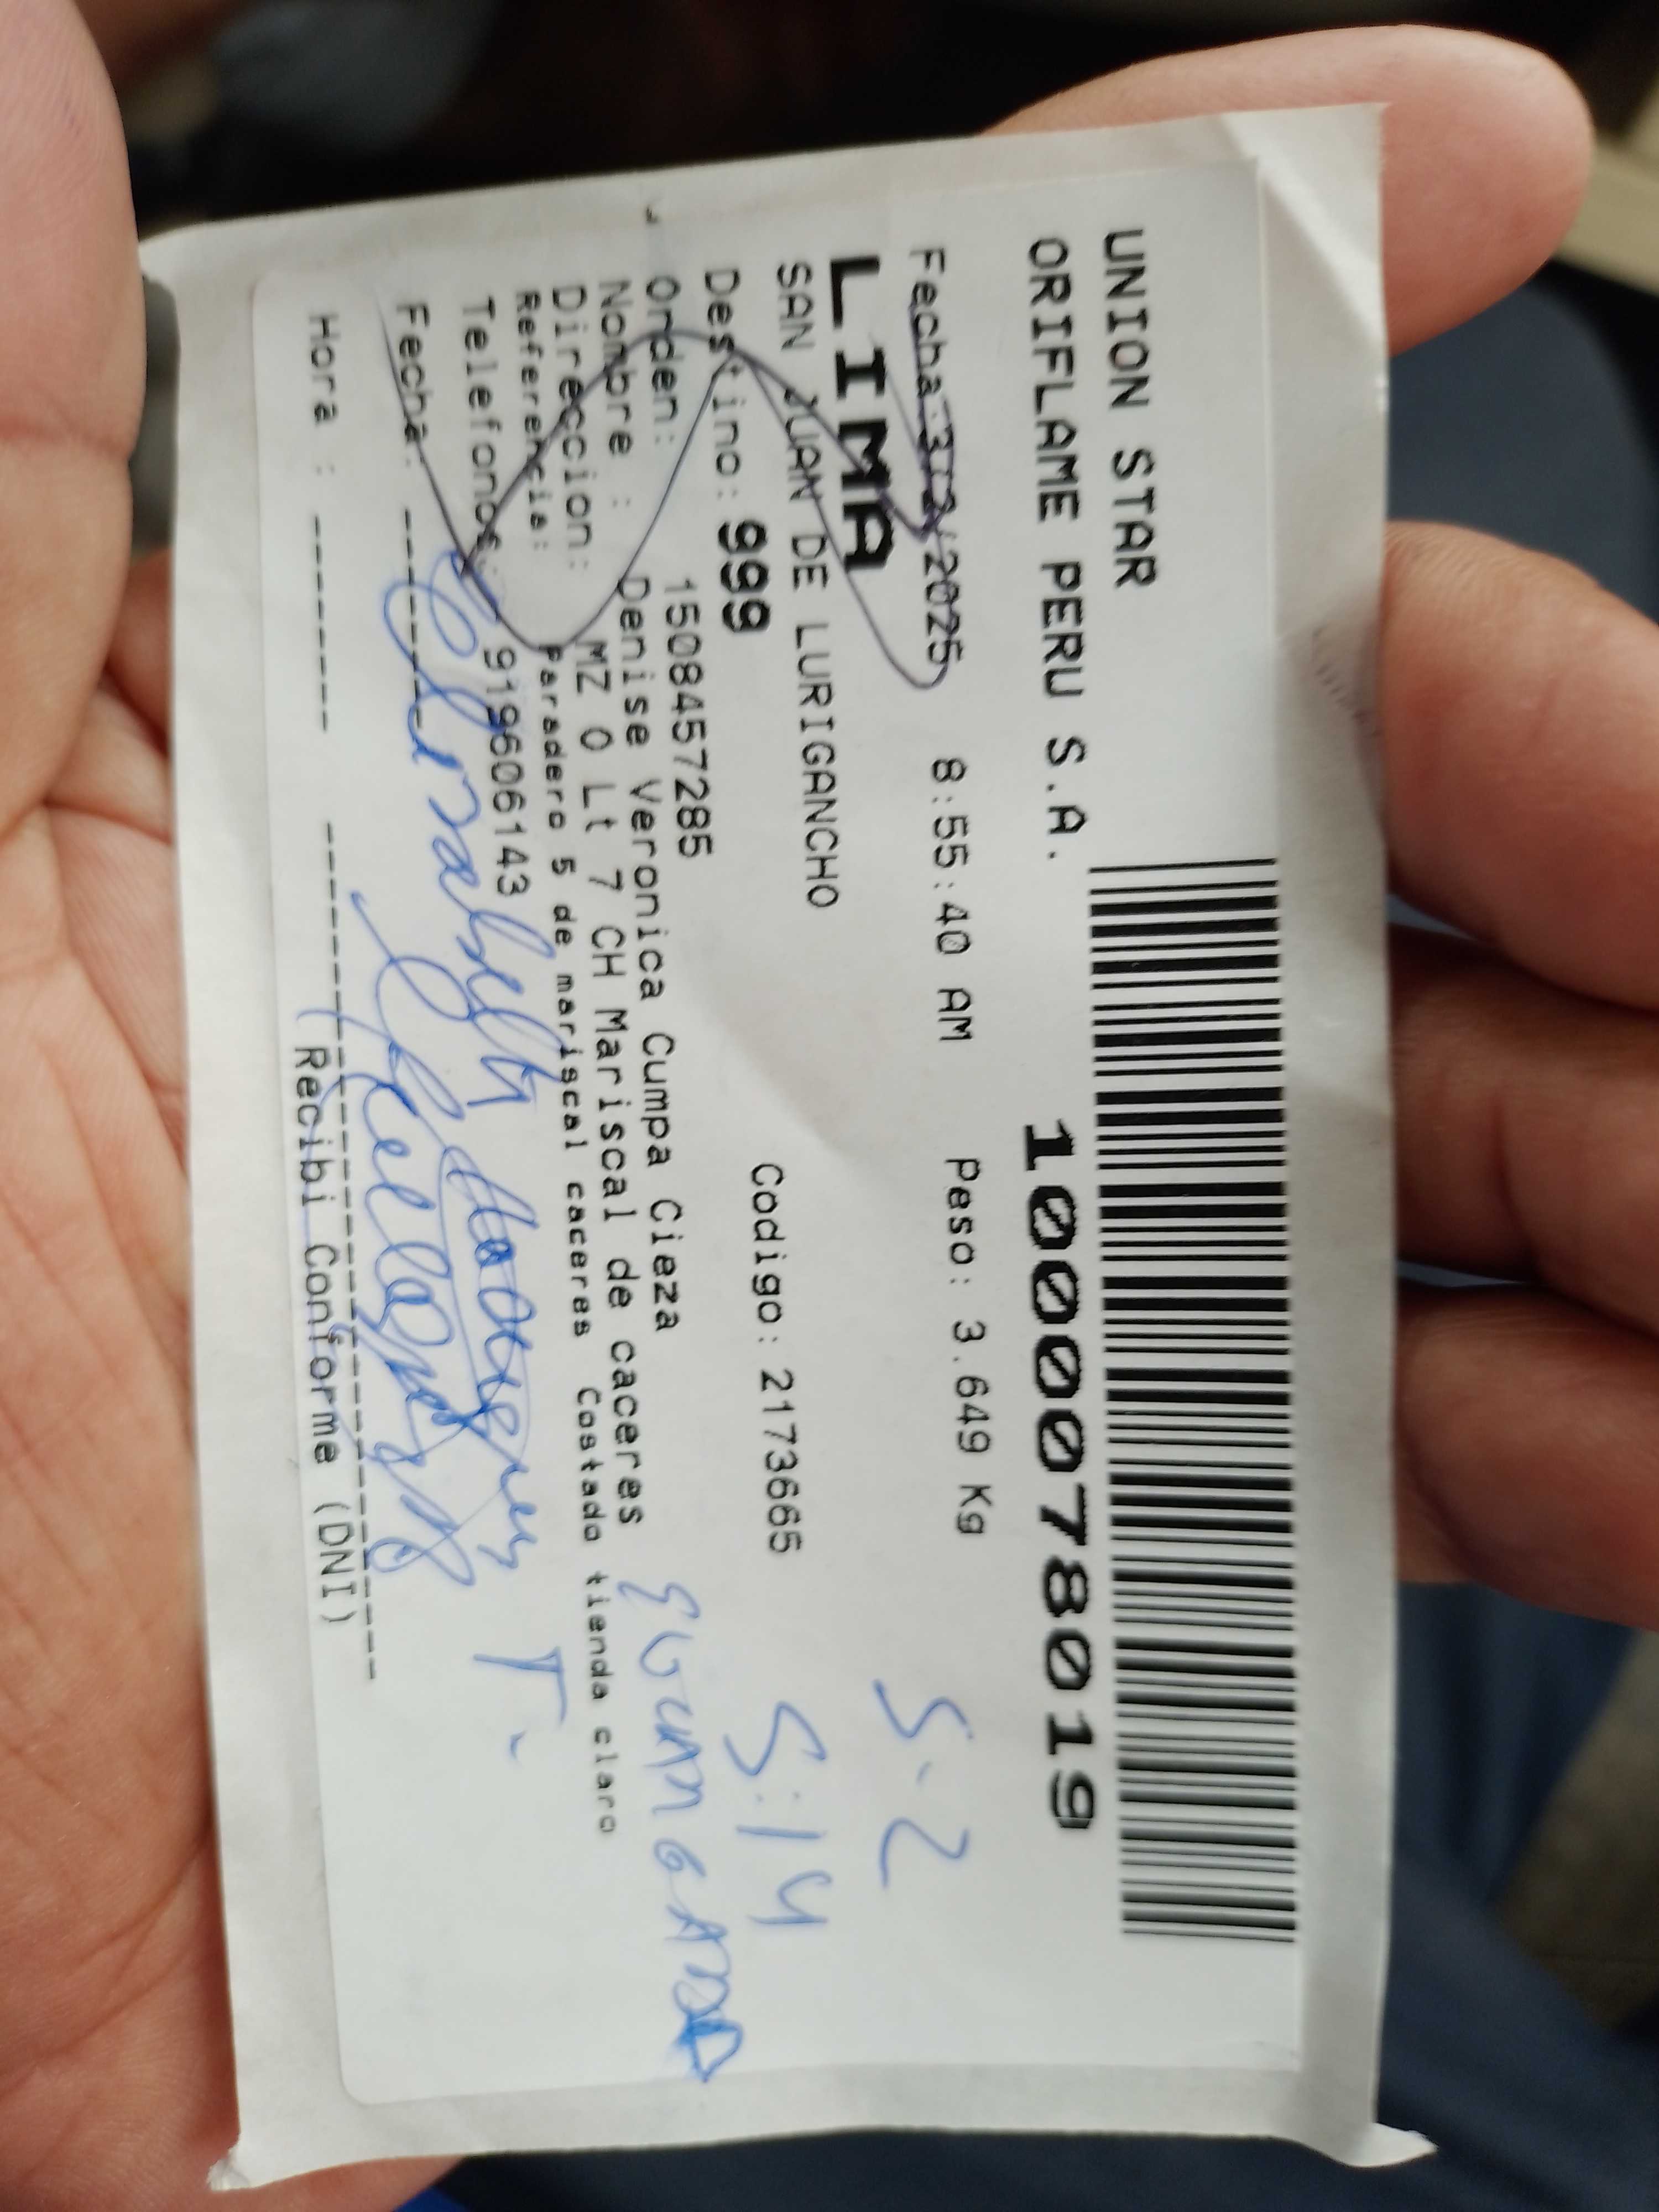 UNION STAR
ORIFLAME PERU S.A. 1000078019
Fecha:3/2/2025 8:55:40 AM Peso: 3.649 Kg
LIMA
SAN JUAN DE LURIGANCHO
S-2
Destino: 999 Codigo: 2173665
5:14
Orden: 1508457285
Nombre : Denise Veronica Cumpa Cieza
Direccion: MZ O Lt 7 CH Mariscal de caceres
Referencia: Paradero 5 de mariscal caceres Costado tienda claro
Telefonos: 919606143
T.
Fecha: --------
Hora : --------
Recibi Conforme (DNI)